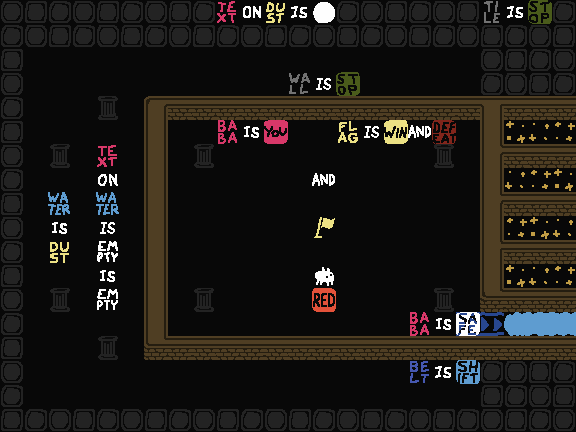 TEXT ON DUST IS
TILE IS STOP
WALL IS STOP
BABA IS YOU
FLAG IS WIN AND DEFEAT
TEXT ON WATER IS EMPTY IS EMPTY
WATER IS DUST
AND
RED
BABA IS SAFE
BELT IS SHIFT